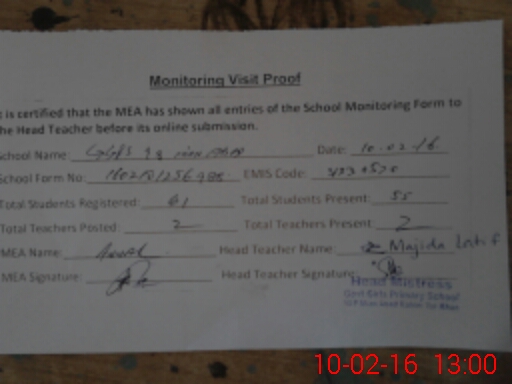 Monitoring Visit Proof
is certified that the MEA has shown all entries of the School Monitoring Form to
the Head Teacher before its online submission.
School Name: Date: 10-02-16
School Form No: EMIS Code:
Total Students Registered: 61 Total Students Present: 55
Total Teachers Posted: 2 Total Teachers Present: 2
MEA Name: Head Teacher Name: Majida Latif
MEA Signature: Head Teacher Signature
Head Mistress
Govt Girls Primary School
10-02-16 13:00